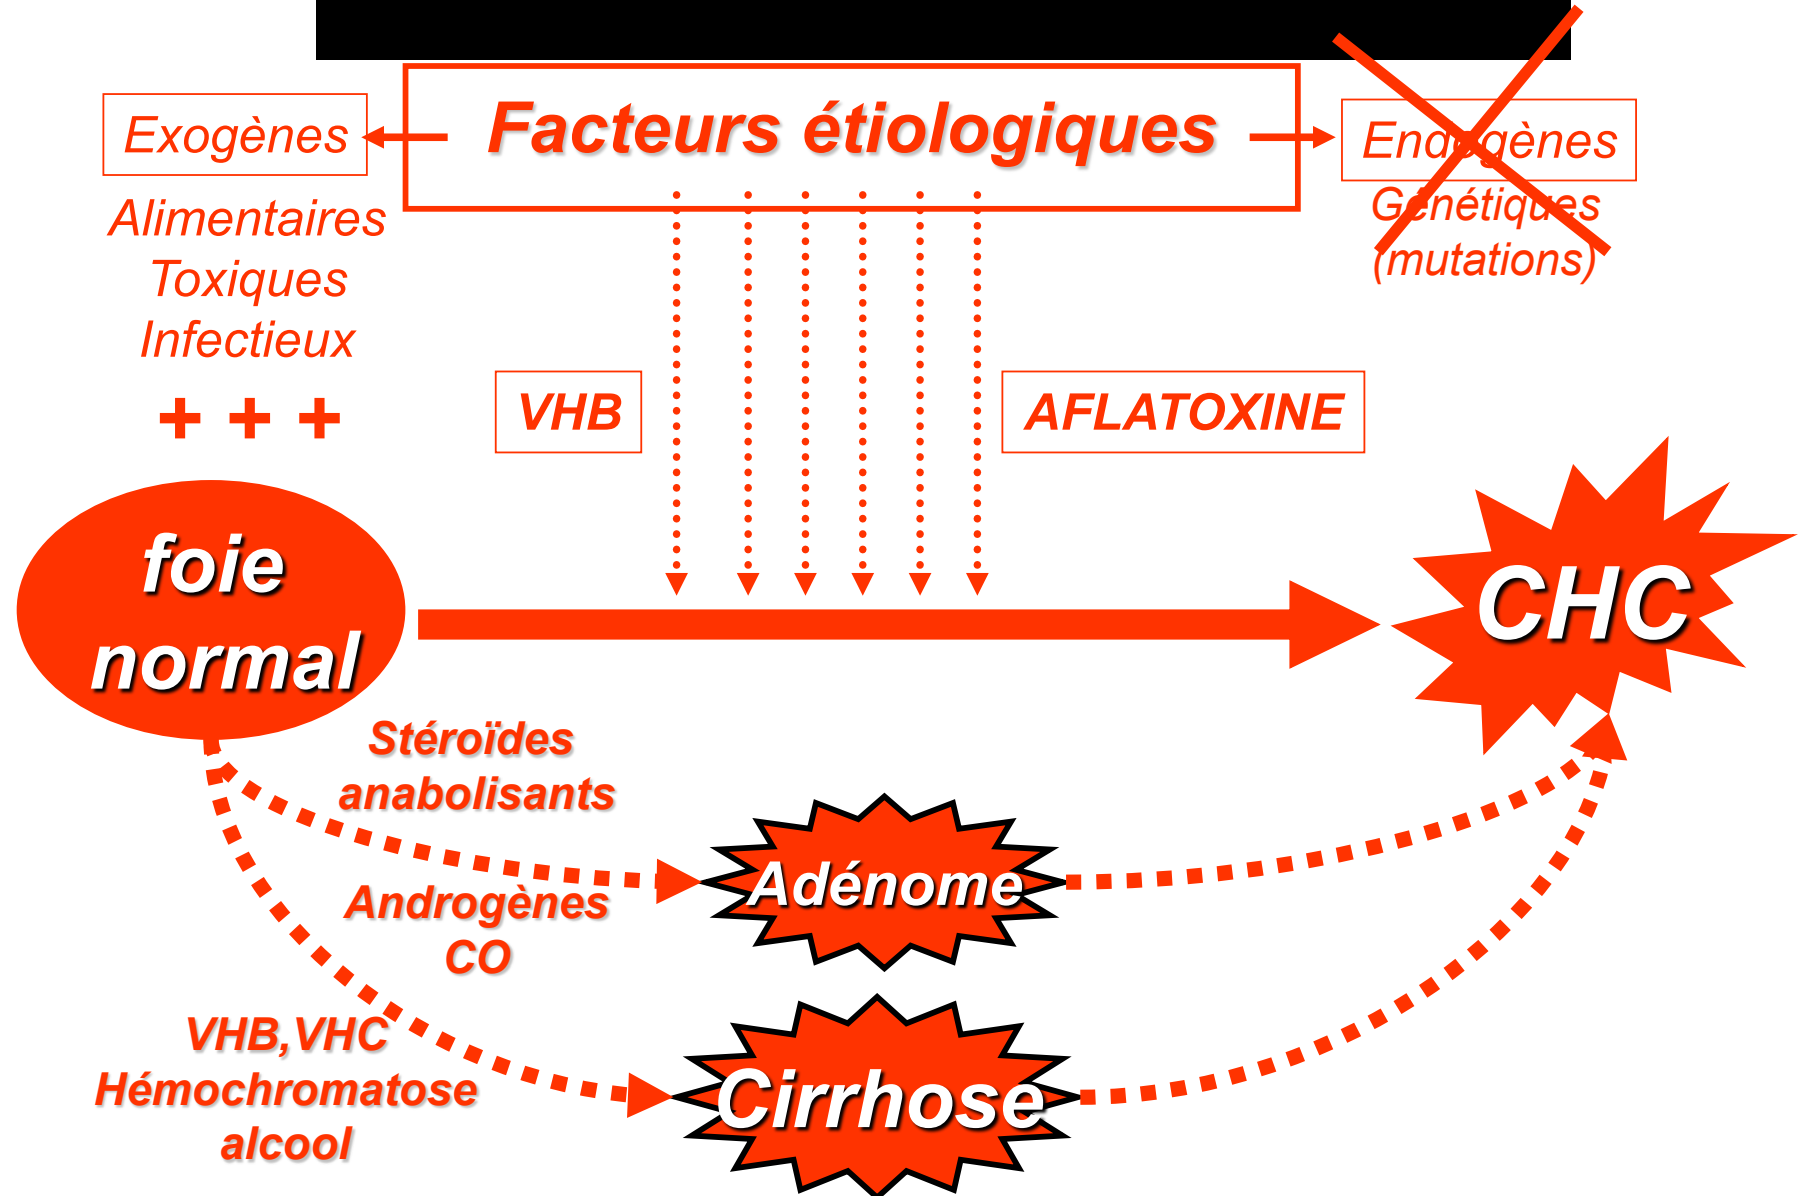 Facteurs étiologiques
Exogènes
Endogènes
Alimentaires
Toxiques
Infectieux
+ + +
Génétiques
(mutations)
VHB
AFLATOXINE
foie
normal
CHC
Stéroïdes
anabolisants
Adénome
Androgènes
CO
VHB,VHC
Hémochromatose
alcool
Cirrhose